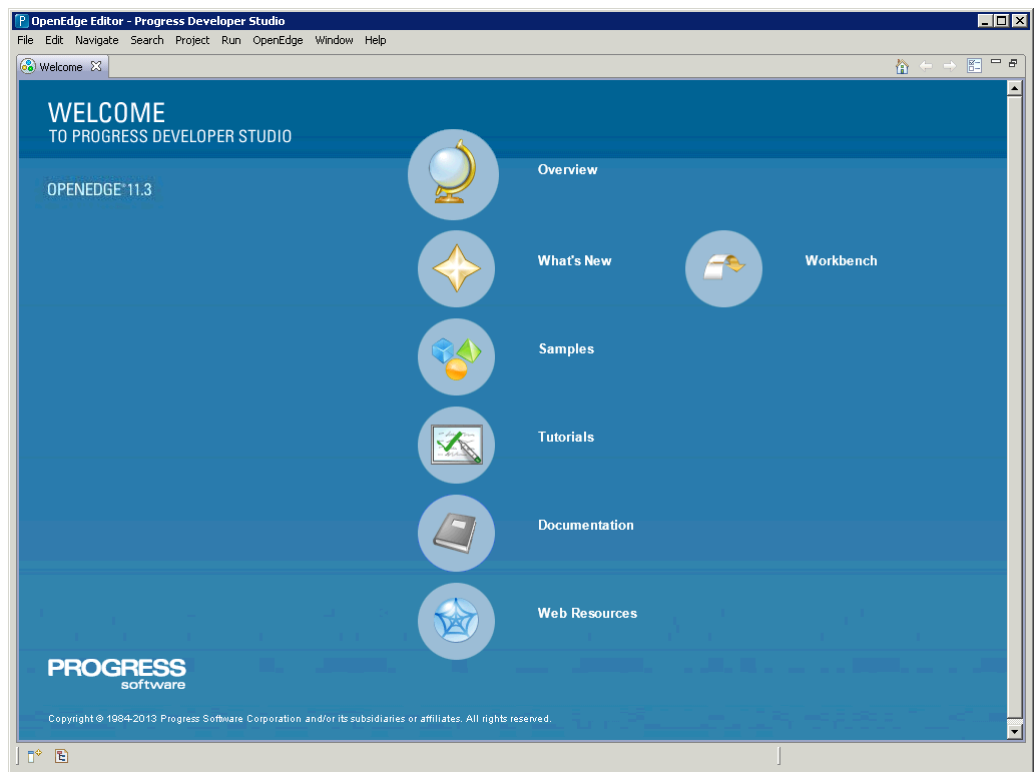 OpenEdge Editor - Progress Developer Studio
File Edit Navigate Search Project Run OpenEdge Window Help
Welcome
WELCOME
TO PROGRESS DEVELOPER STUDIO
OPENEDGE® 11.3
Overview
What's New
Workbench
Samples
Tutorials
Documentation
Web Resources
PROGRESS
software
Copyright © 1984-2013 Progress Software Corporation and/or its subsidiaries or affiliates. All rights reserved.